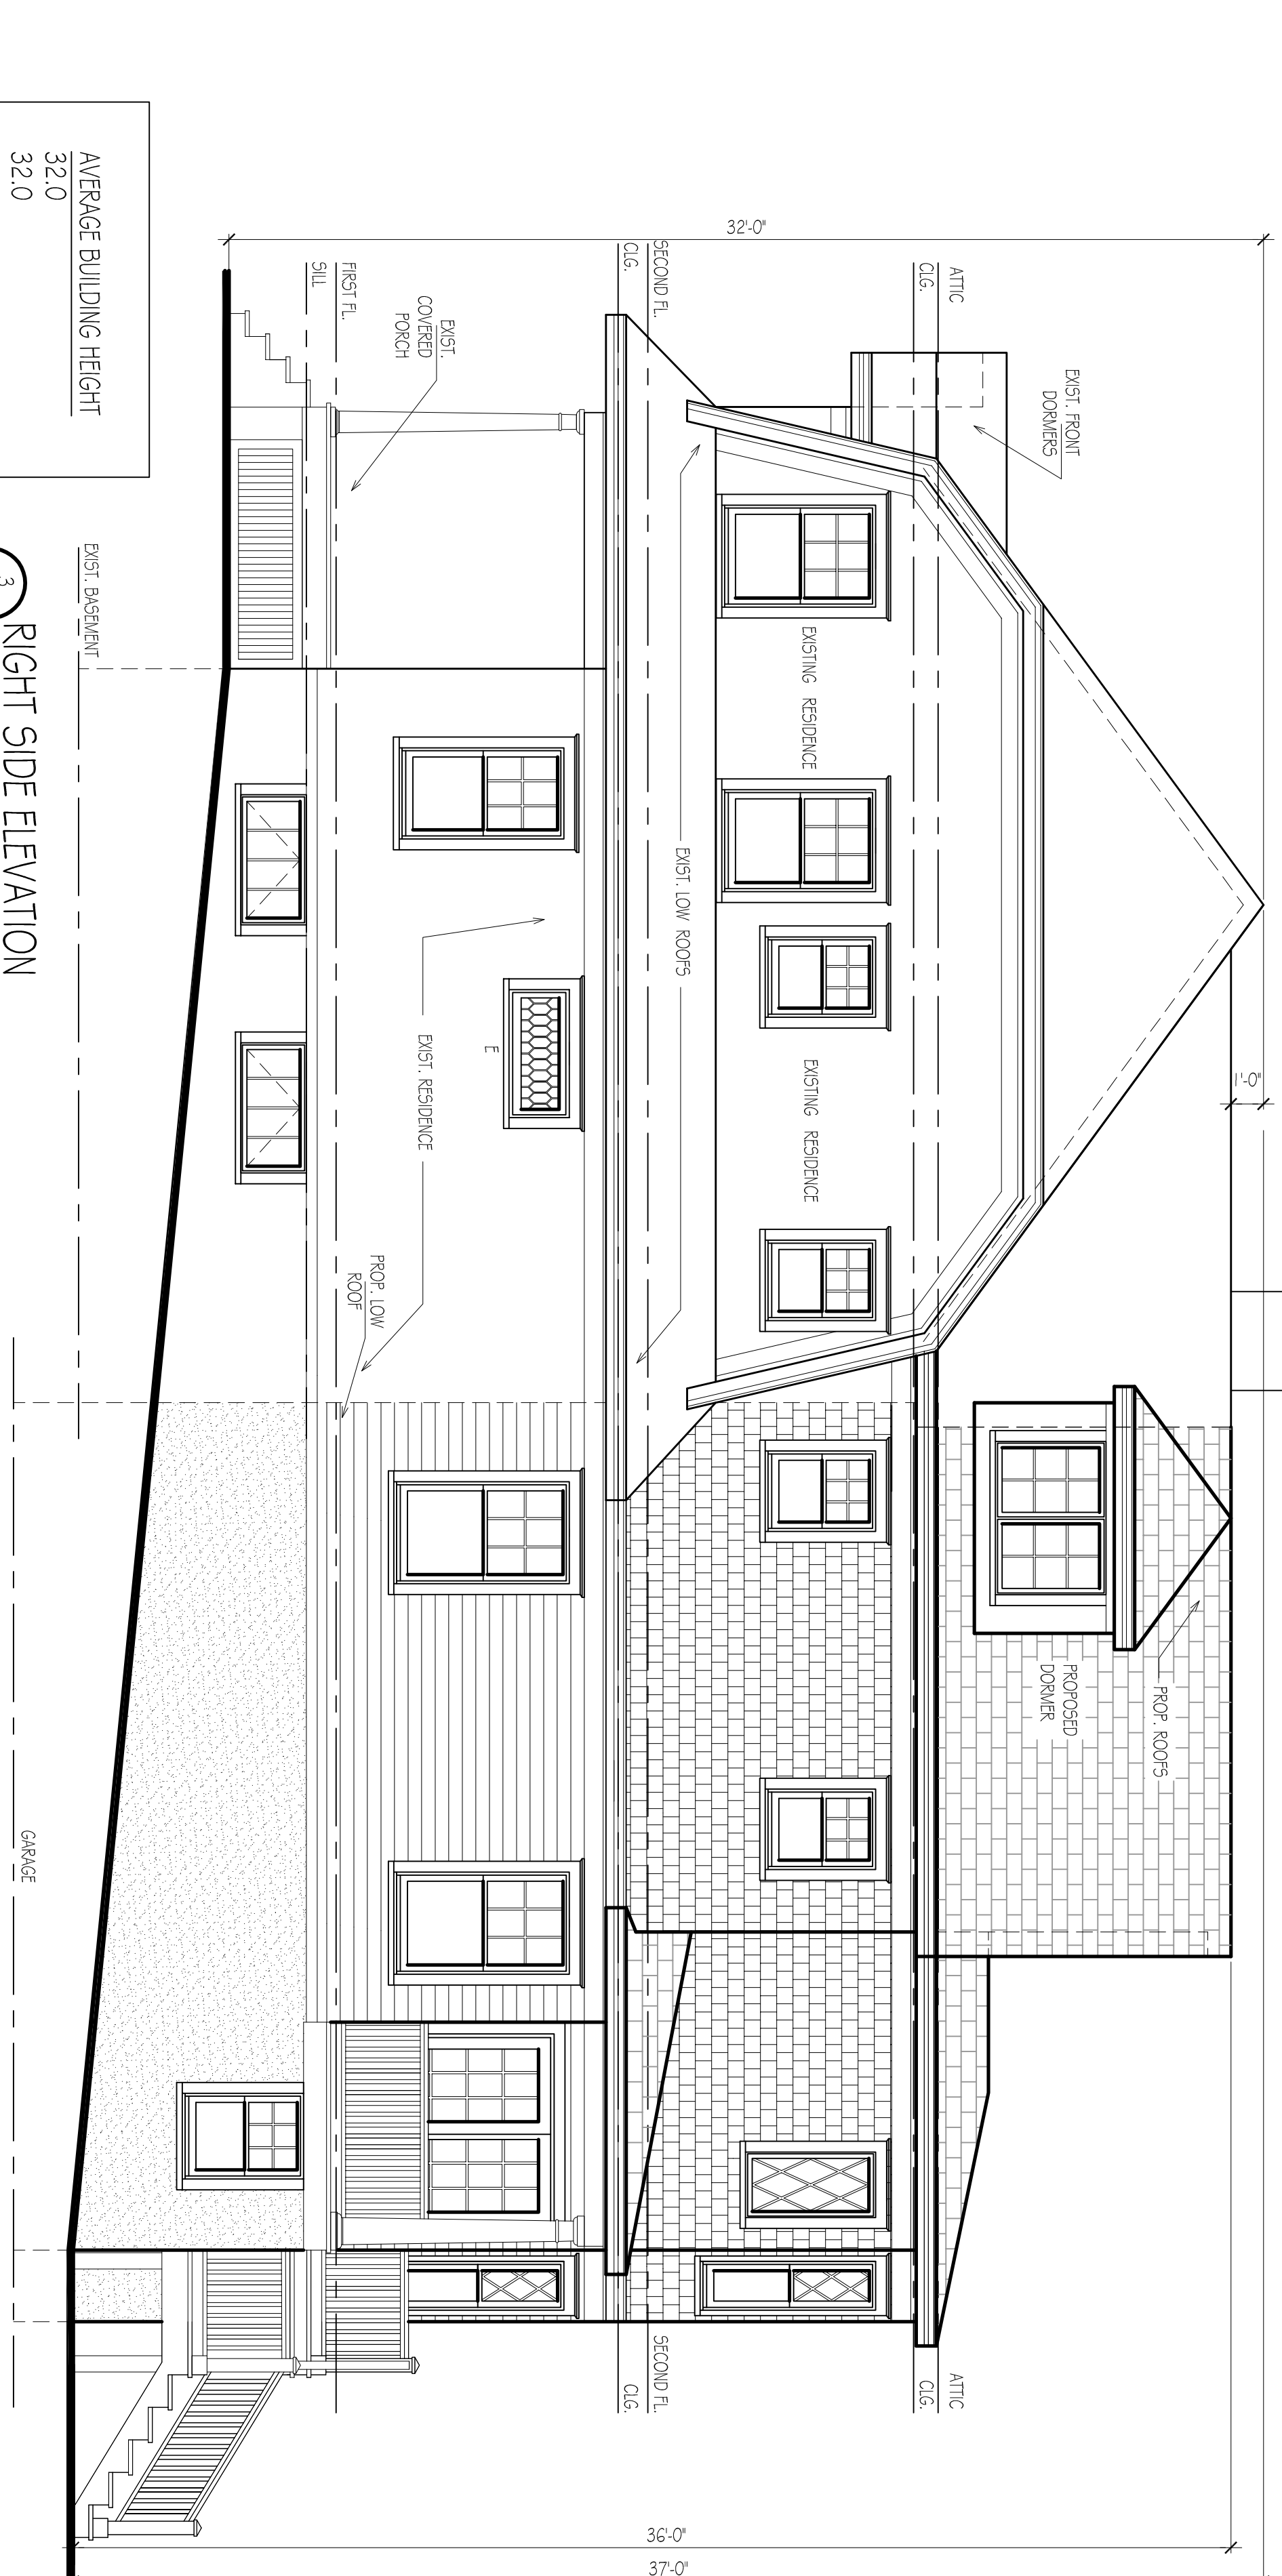 32'-0"
1'-0"
ATTIC
CLG.
EXIST. FRONT
DORMERS
SECOND FL.
CLG.
EXISTING RESIDENCE
EXISTING RESIDENCE
EXIST. LOW ROOFS
PROP. ROOFS
PROPOSED
DORMER
ATTIC
CLG.
SECOND FL.
CLG.
EXIST.
COVERED
PORCH
FIRST FL.
SILL
E
EXIST. RESIDENCE
PROP. LOW
ROOF
EXIST. BASEMENT
GARAGE
36'-0"
37'-0"
AVERAGE BUILDING HEIGHT
32.0
32.0
3
RIGHT SIDE ELEVATION